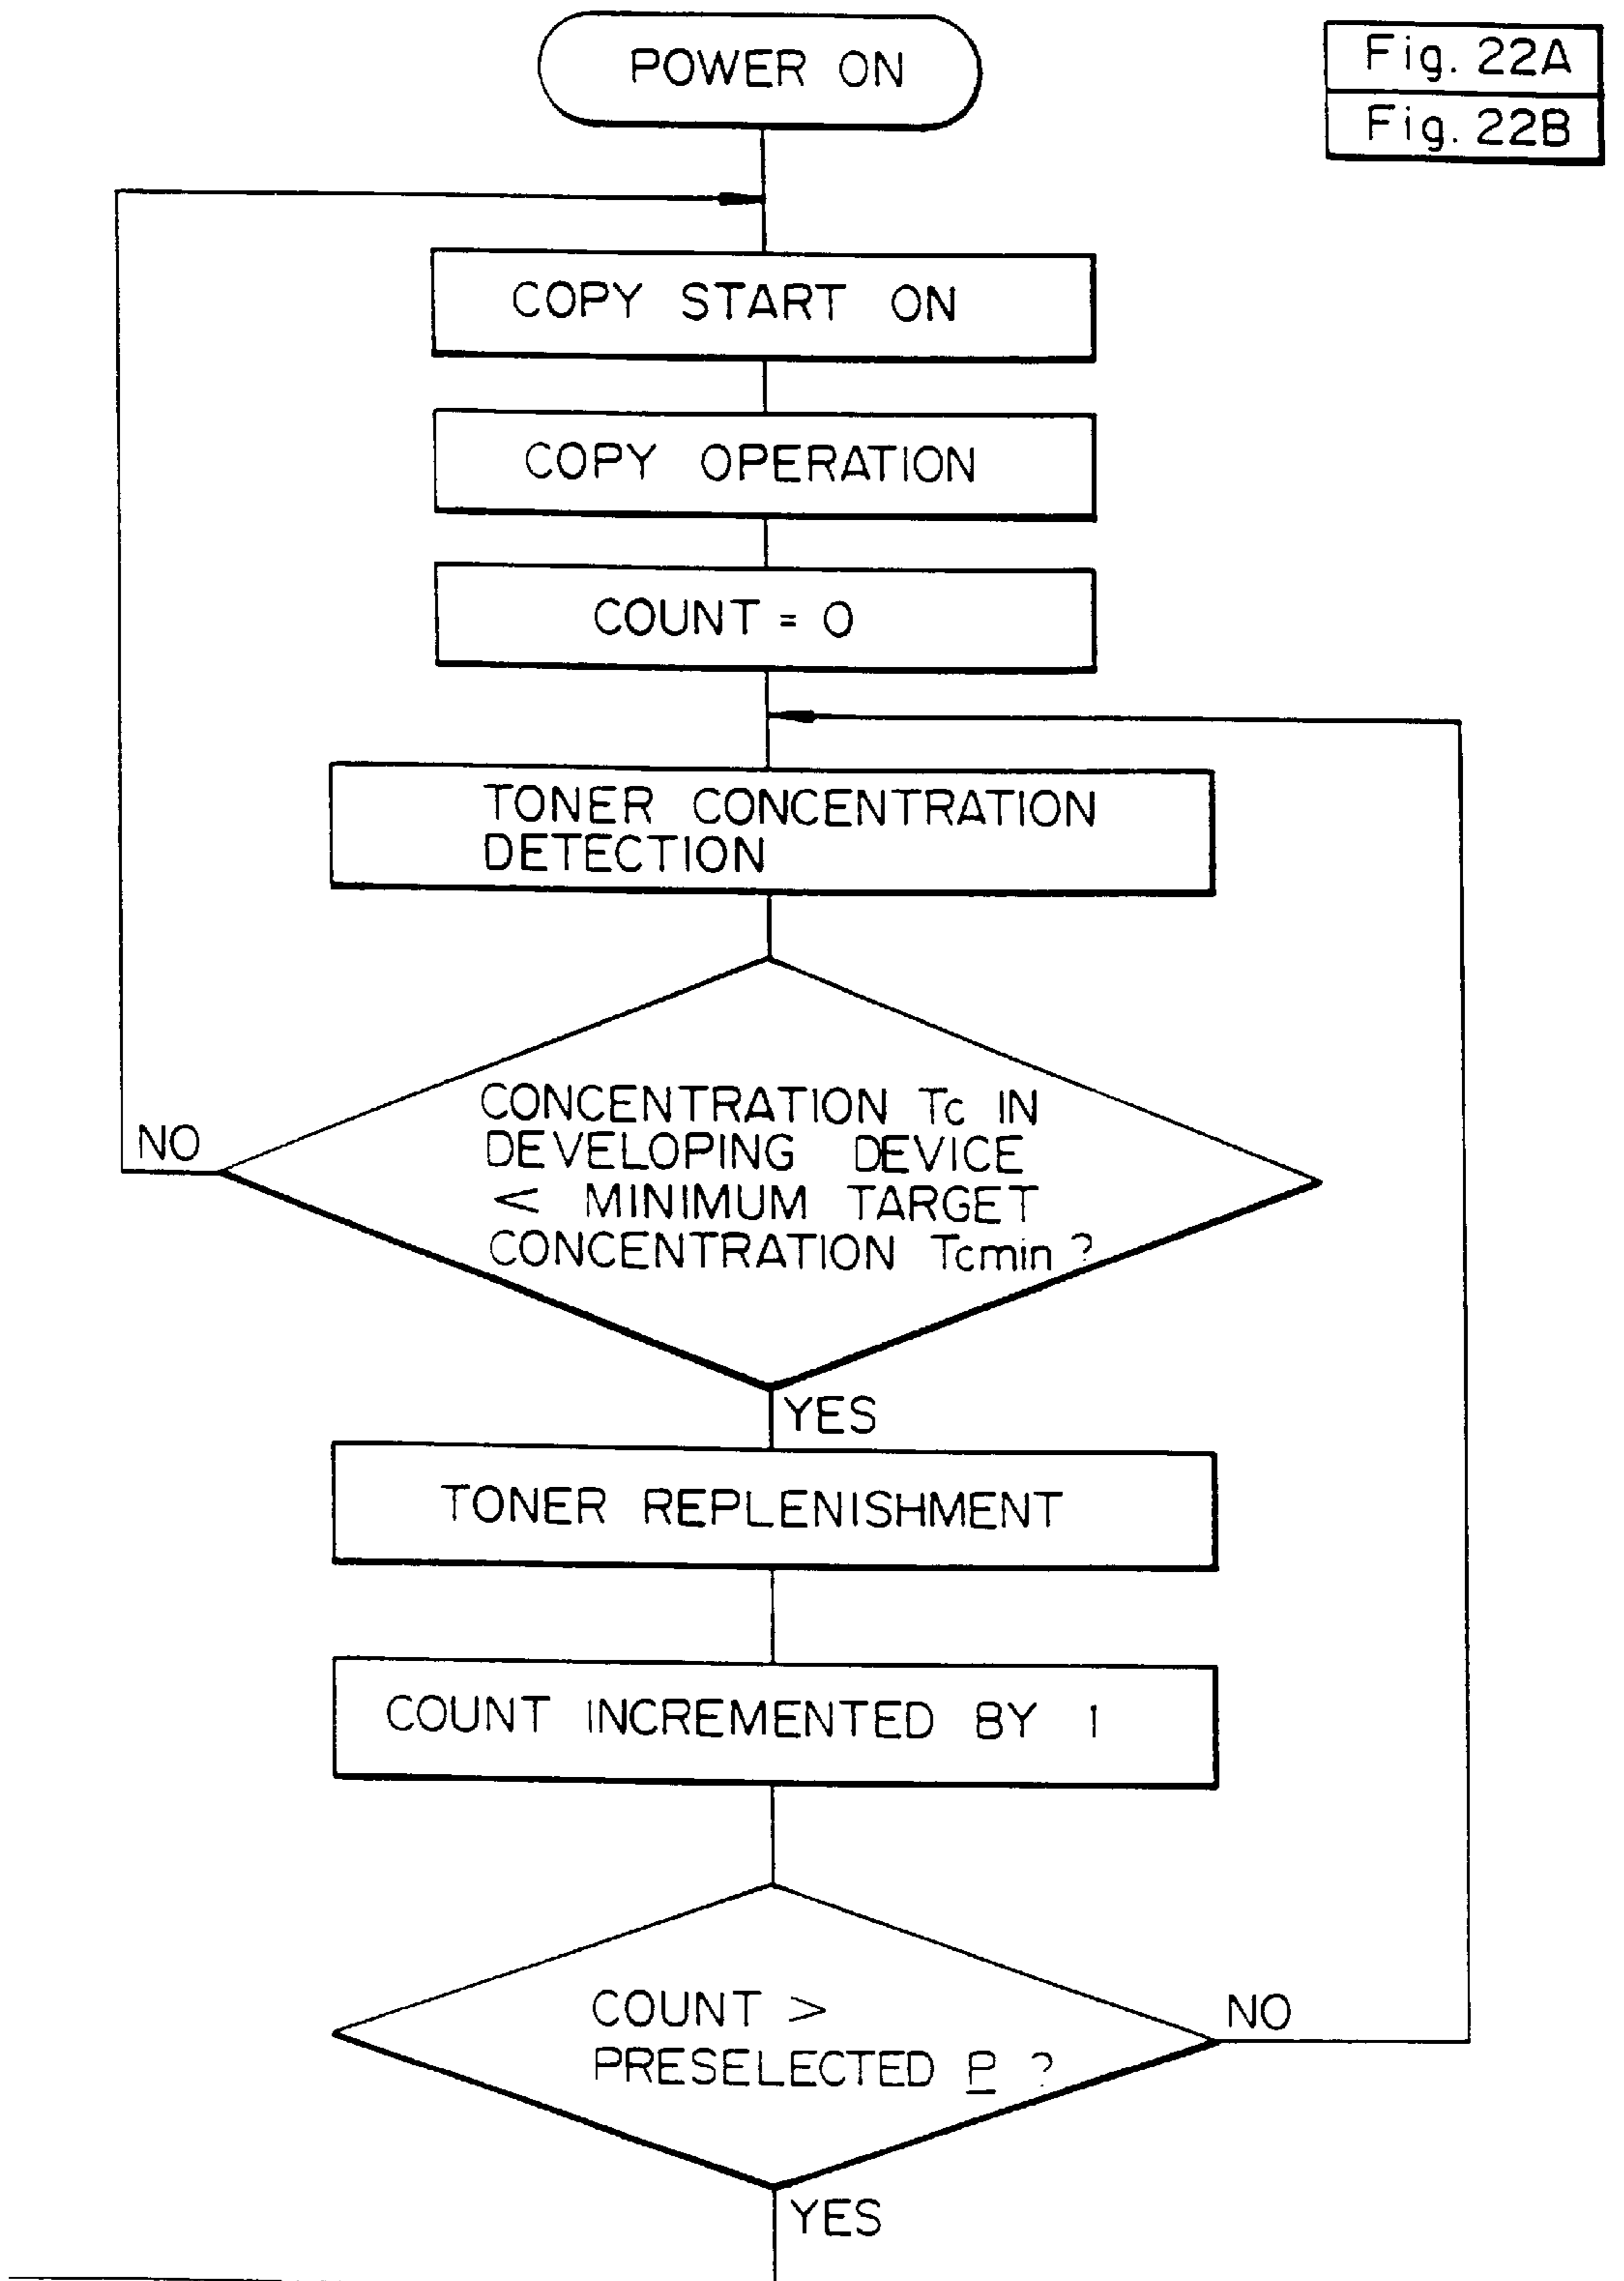 POWER ON
Fig. 22A
Fig. 22B
COPY START ON
COPY OPERATION
COUNT = 0
TONER CONCENTRATION
DETECTION
CONCENTRATION Tc IN
DEVELOPING DEVICE
< MINIMUM TARGET
CONCENTRATION Tcmin ?
NO
YES
TONER REPLENISHMENT
COUNT INCREMENTED BY 1
COUNT >
PRESELECTED P ?
NO
YES